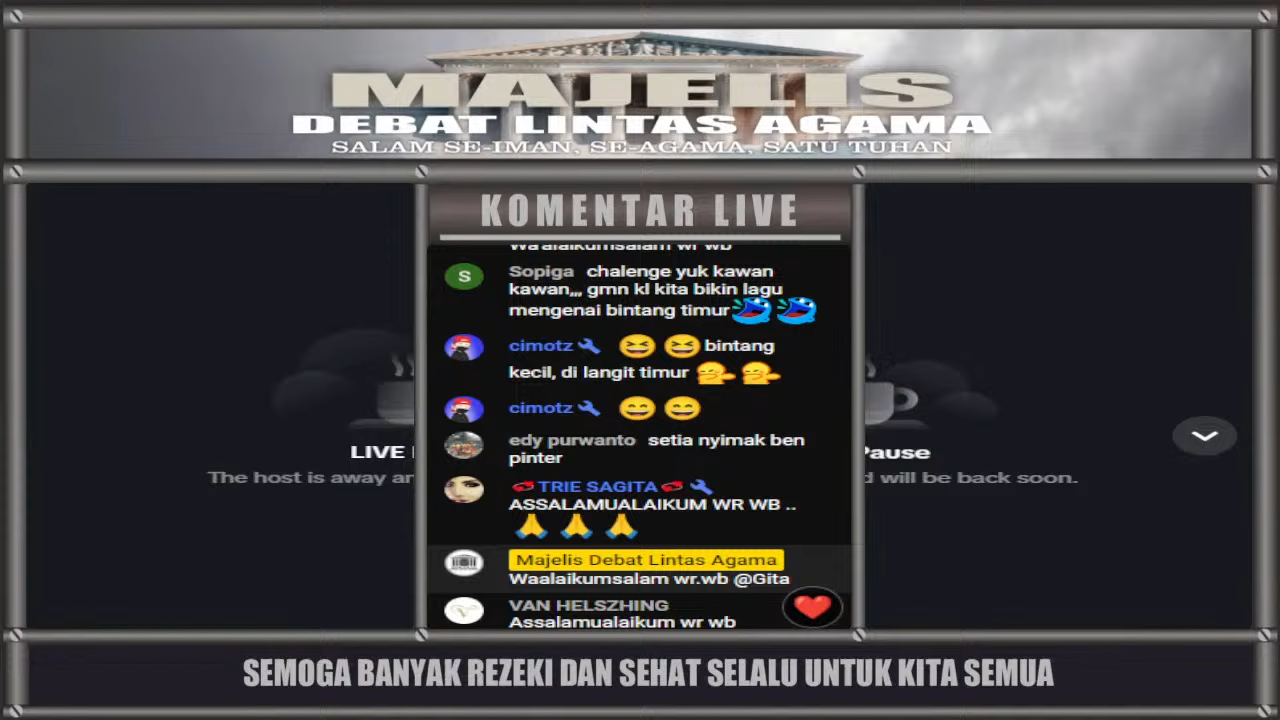 MAJELIS
DEBAT LINTAS AGAMA
SALAM SE-IMAN, SE-AGAMA, SATU TUHAN
KOMENTAR LIVE
Wa'alaikumsalam wr wb
S
Sopiga chalenge yuk kawan
kawan,,, gmn kl kita bikin lagu
mengenai bintang timur🤣🤣
cimotz 😆😆bintang
kecil, di langit timur 🤧🤧
cimotz 😄😄
edy purwanto setia nyimak ben
pinter
TRIE SAGITA
ASSALAMUALAIKUM WR WB ..
🙏🙏🙏
Majelis Debat Lintas Agama
Waalaikumsalam wr.wb @Gita
VAN HELSZHING
Assalamualaikum wr wb
LIVE
Pause
The host is away an
d will be back soon.
SEMOGA BANYAK REZEKI DAN SEHAT SELALU UNTUK KITA SEMUA